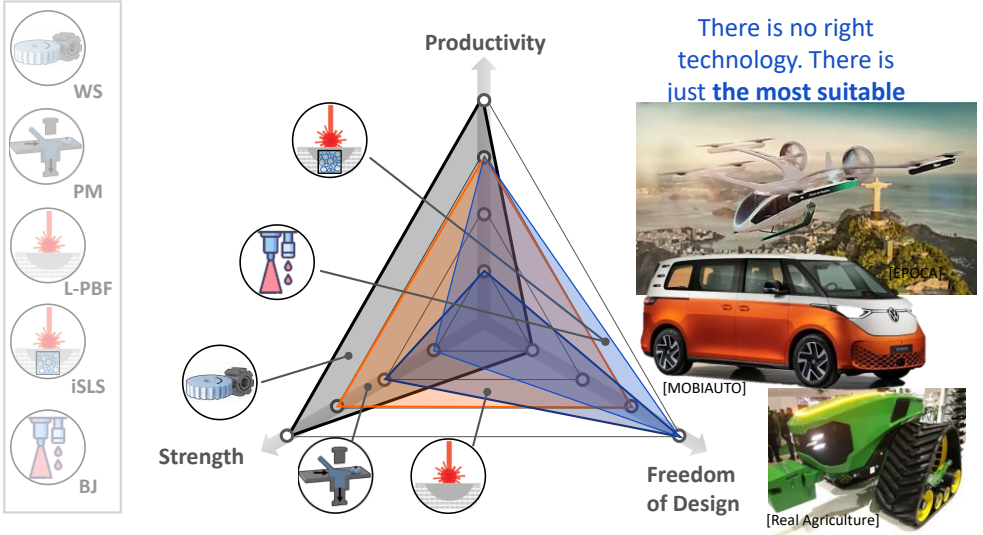 WS
PM
L-PBF
iSLS
BJ
Productivity
Strength
Freedom
of Design
There is no right
technology. There is
just the most suitable
[EPOCA]
[MOBIAUTO]
[Real Agriculture]